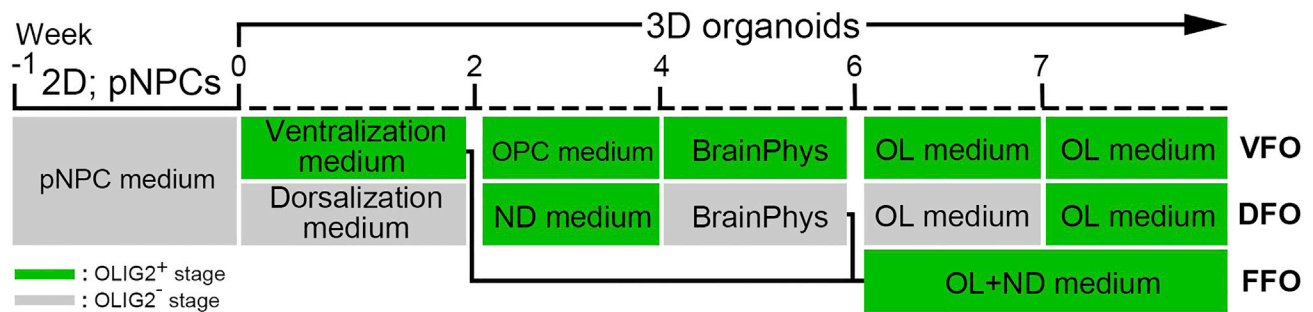 Week
3D organoids
-1 2D; pNPCs 0 2 4 6 7
pNPC medium
Ventralization
medium
OPC medium
BrainPhys
OL medium
OL medium
VFO
Dorsalization
medium
ND medium
BrainPhys
OL medium
OL medium
DFO
OL+ND medium
FFO
: OLIG2+ stage
: OLIG2- stage